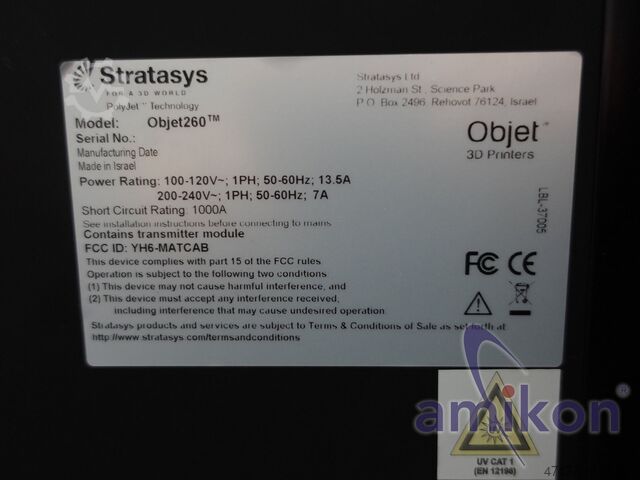 Stratasys
FOR A 3D WORLD
PolyJet™ Technology
Stratasys Ltd
2 Holzman St., Science Park
P.O. Box 2496, Rehovot 76124, Israel
Model: Objet260™
Serial No.:
Manufacturing Date
Made in Israel
Objet™
3D Printers
Power Rating: 100-120V~; 1PH; 50-60Hz; 13.5A
200-240V~; 1PH; 50-60Hz; 7A
Short Circuit Rating: 1000A
See installation instructions before connecting to mains
Contains transmitter module
FCC ID: YH6-MATCAB
This device complies with part 15 of the FCC rules
Operation is subject to the following two conditions
(1) This device may not cause harmful interference, and
(2) This device must accept any interference received,
including interference that may cause undesired operation
Stratasys products and services are subject to Terms & Conditions of Sale as set forth at
http://www.stratasys.com/termsandconditions
LBL-37005
FC CE
amikon
UV CAT 1
(EN 12198)